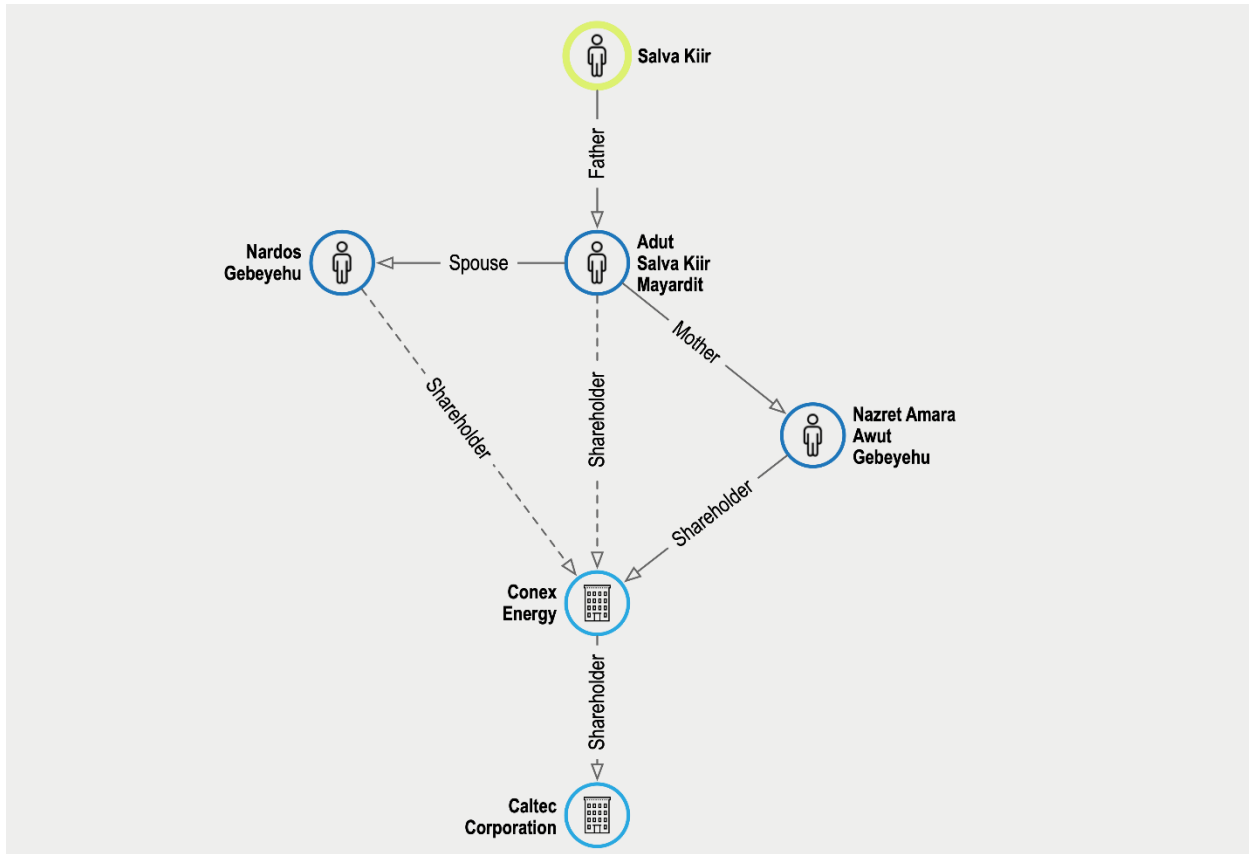 Salva Kiir
Father
Nardos
Gebeyehu
Spouse
Adut
Salva Kiir
Mayardit
Mother
Shareholder
Shareholder
Nazret Amara
Awut
Gebeyehu
Shareholder
Conex
Energy
Shareholder
Caltec
Corporation